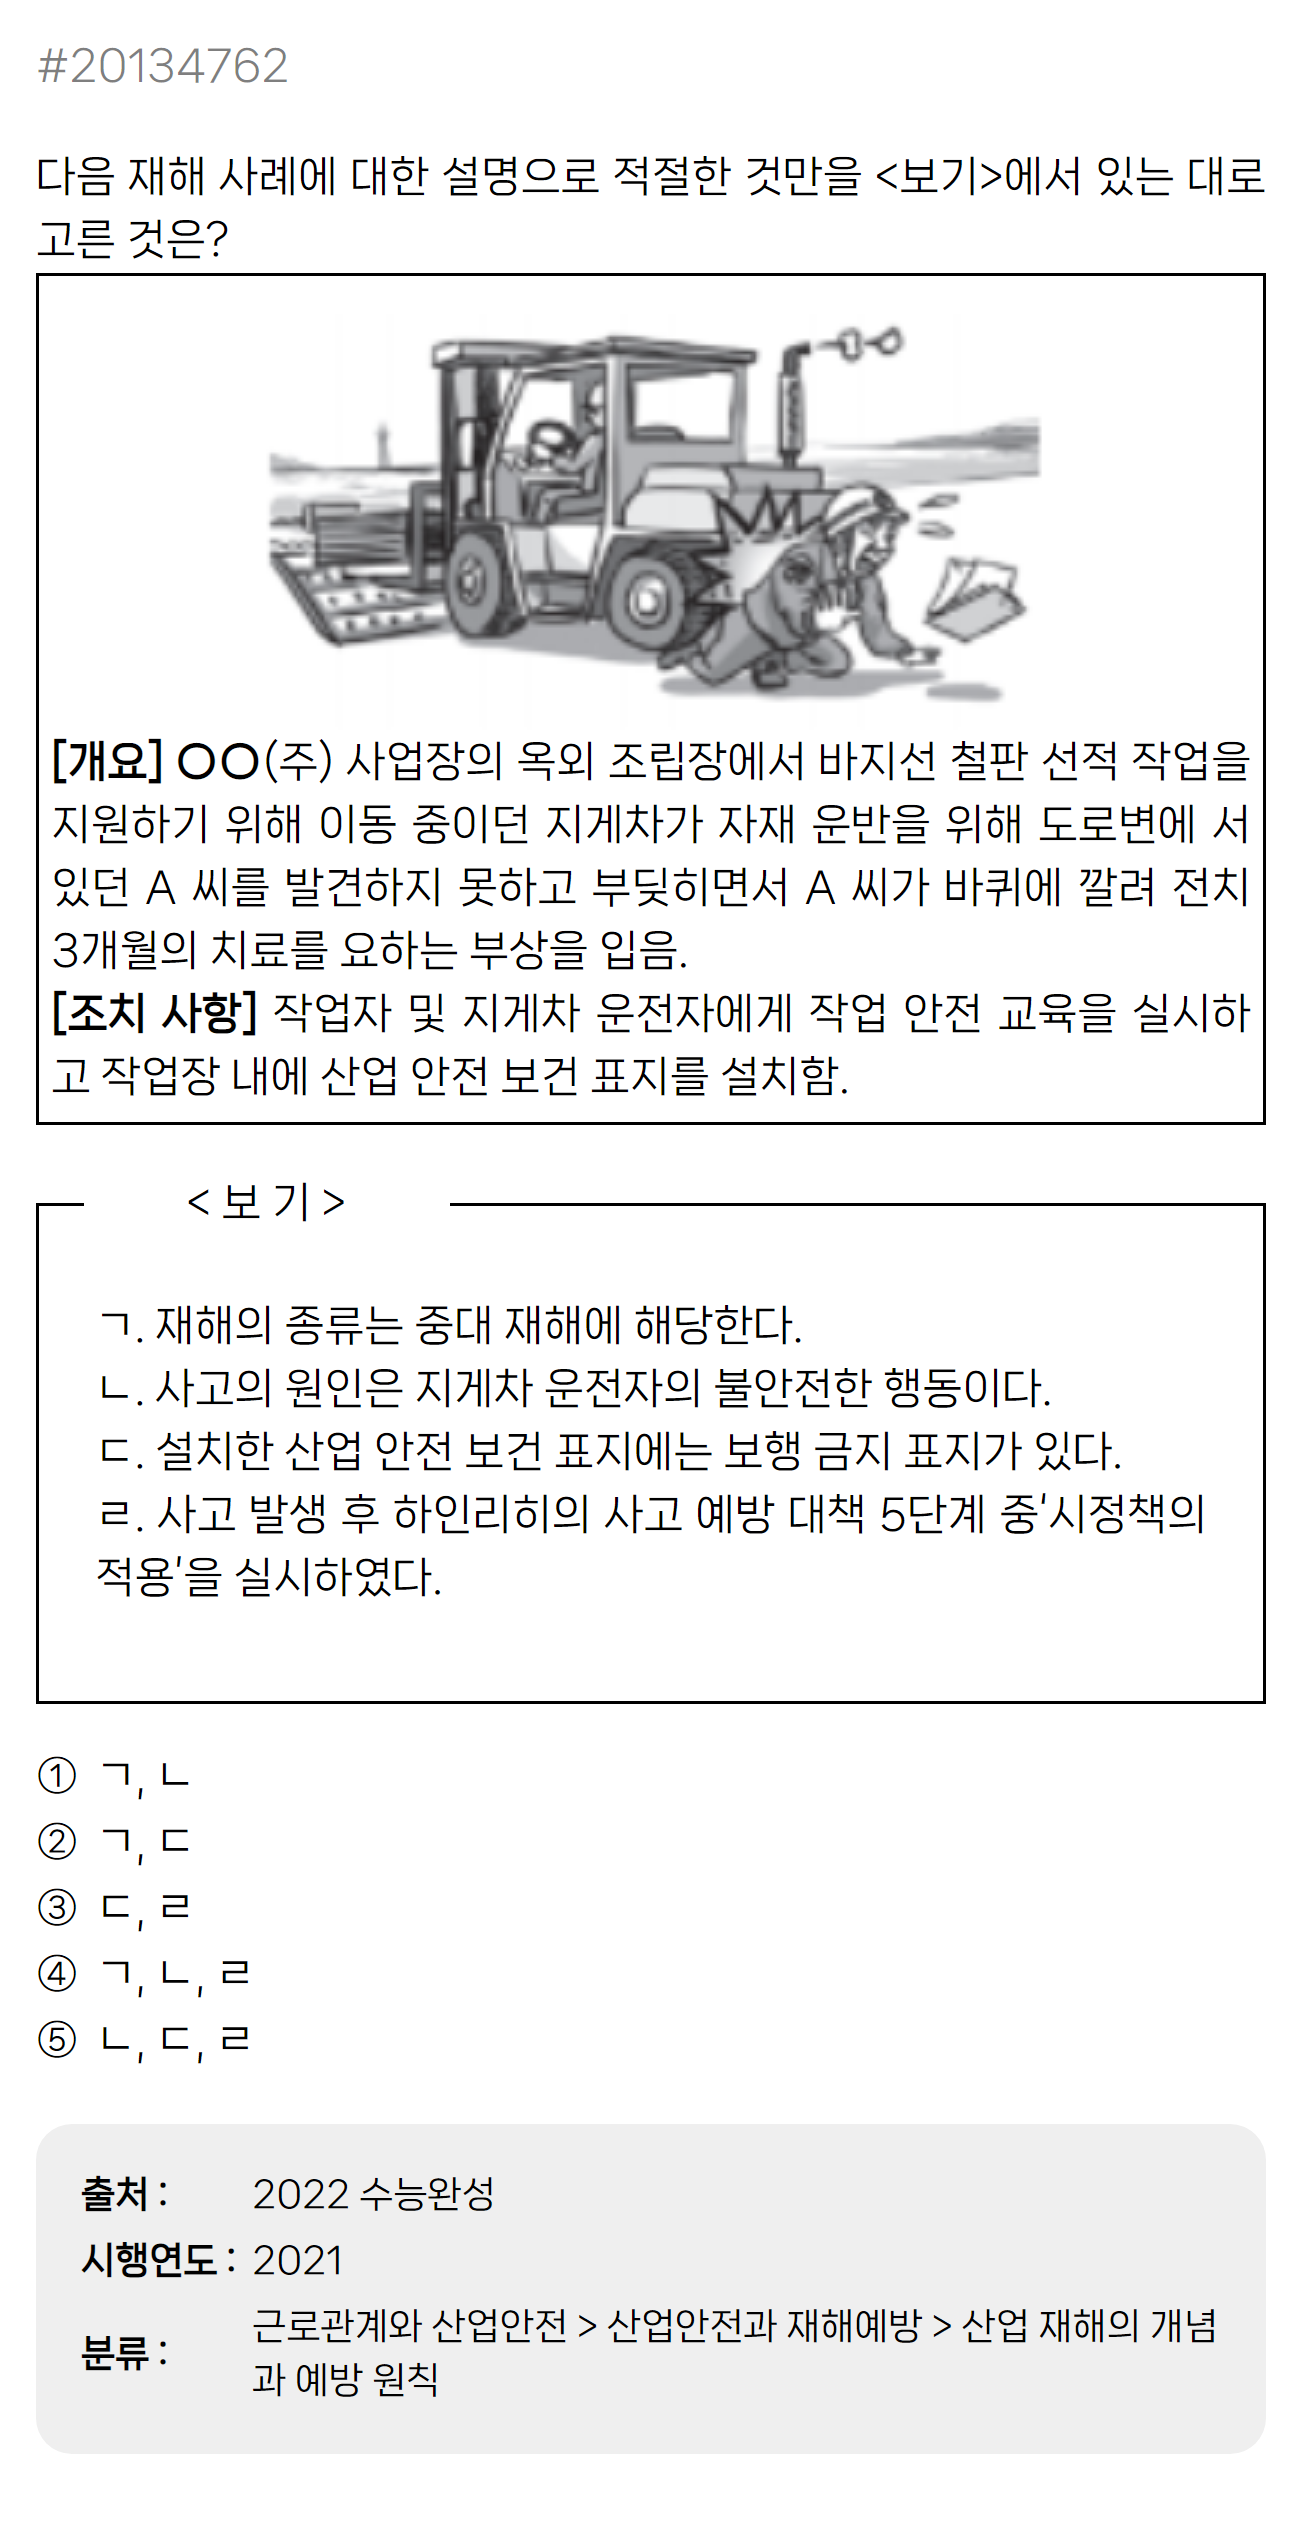 #20134762
다음 재해 사례에 대한 설명으로 적절한 것만을 <보기>에서 있는 대로
고른 것은?
[개요] ○○(주) 사업장의 옥외 조립장에서 바지선 철판 선적 작업을
지원하기 위해 이동 중이던 지게차가 자재 운반을 위해 도로변에 서
있던 A 씨를 발견하지 못하고 부딪히면서 A 씨가 바퀴에 깔려 전치
3개월의 치료를 요하는 부상을 입음.
[조치 사항] 작업자 및 지게차 운전자에게 작업 안전 교육을 실시하
고 작업장 내에 산업 안전 보건 표지를 설치함.
< 보 기 >
ㄱ. 재해의 종류는 중대 재해에 해당한다.
ㄴ. 사고의 원인은 지게차 운전자의 불안전한 행동이다.
ㄷ. 설치한 산업 안전 보건 표지에는 보행 금지 표지가 있다.
ㄹ. 사고 발생 후 하인리히의 사고 예방 대책 5단계 중'시정책의
적용'을 실시하였다.
① ㄱ, ㄴ
② ㄱ, ㄷ
③ ㄷ, ㄹ
④ ㄱ, ㄴ, ㄹ
⑤ ㄴ, ㄷ, ㄹ
출처 : 2022 수능완성
시행연도 : 2021
분류 : 근로관계와 산업안전 > 산업안전과 재해예방 > 산업 재해의 개념
과 예방 원칙